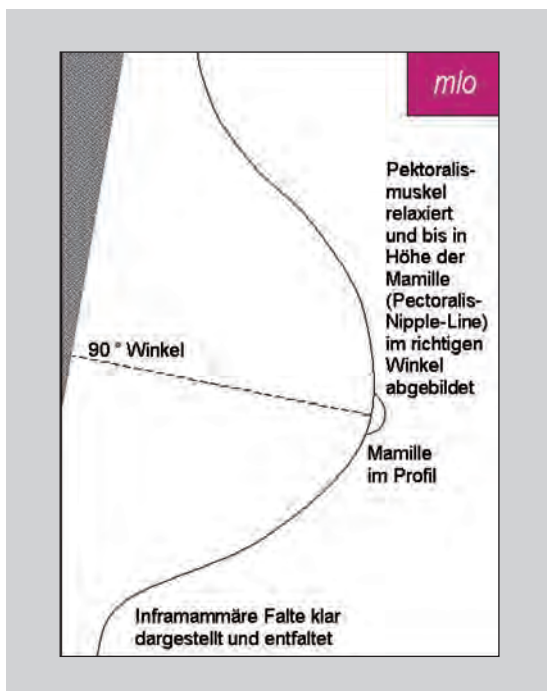 mlo
Pektoralis-
muskel
relaxiert
und bis in
Höhe der
Mamille
(Pectoralis-
Nipple-Line)
im richtigen
Winkel
abgebildet
90° Winkel
Mamille
im Profil
Inframammäre Falte klar
dargestellt und entfaltet